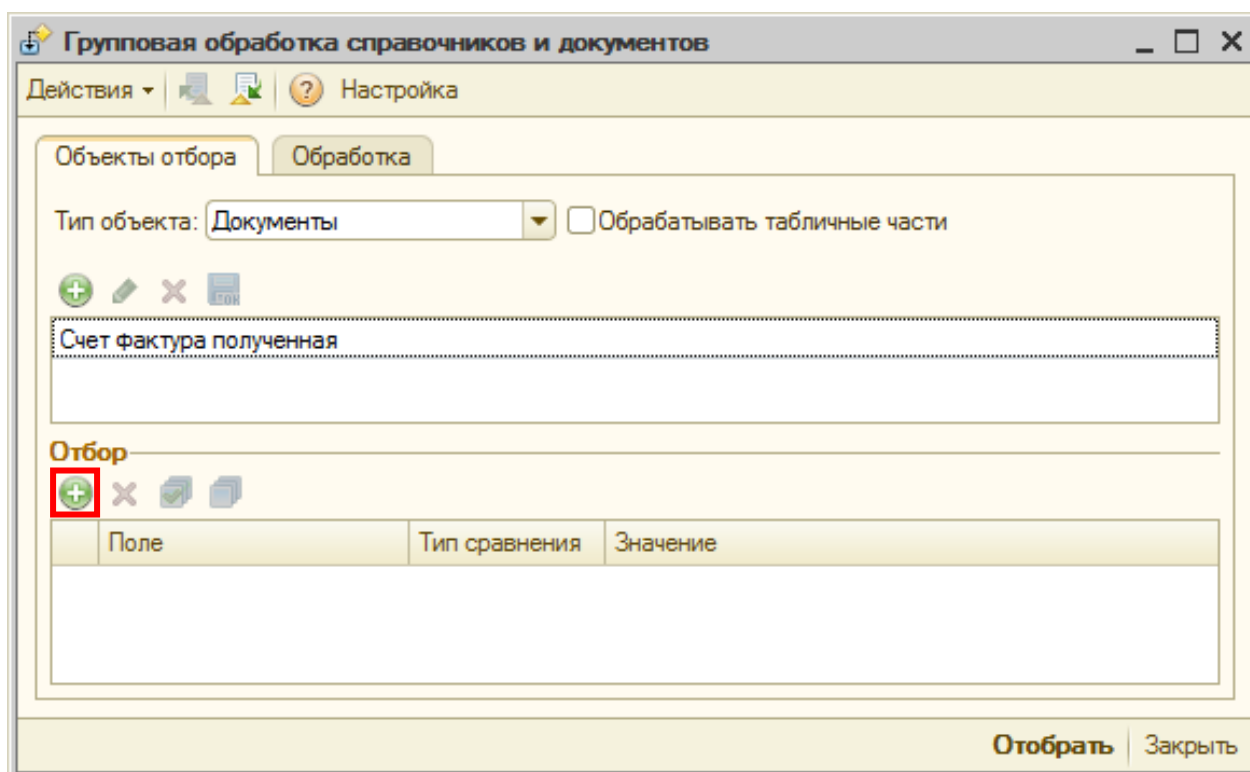 Групповая обработка справочников и документов
Действия ? Настройка
Объекты отбора Обработка
Тип объекта: Документы Обрабатывать табличные части
Счет фактура полученная
Отбор
Поле Тип сравнения Значение
Отобрать Закрыть